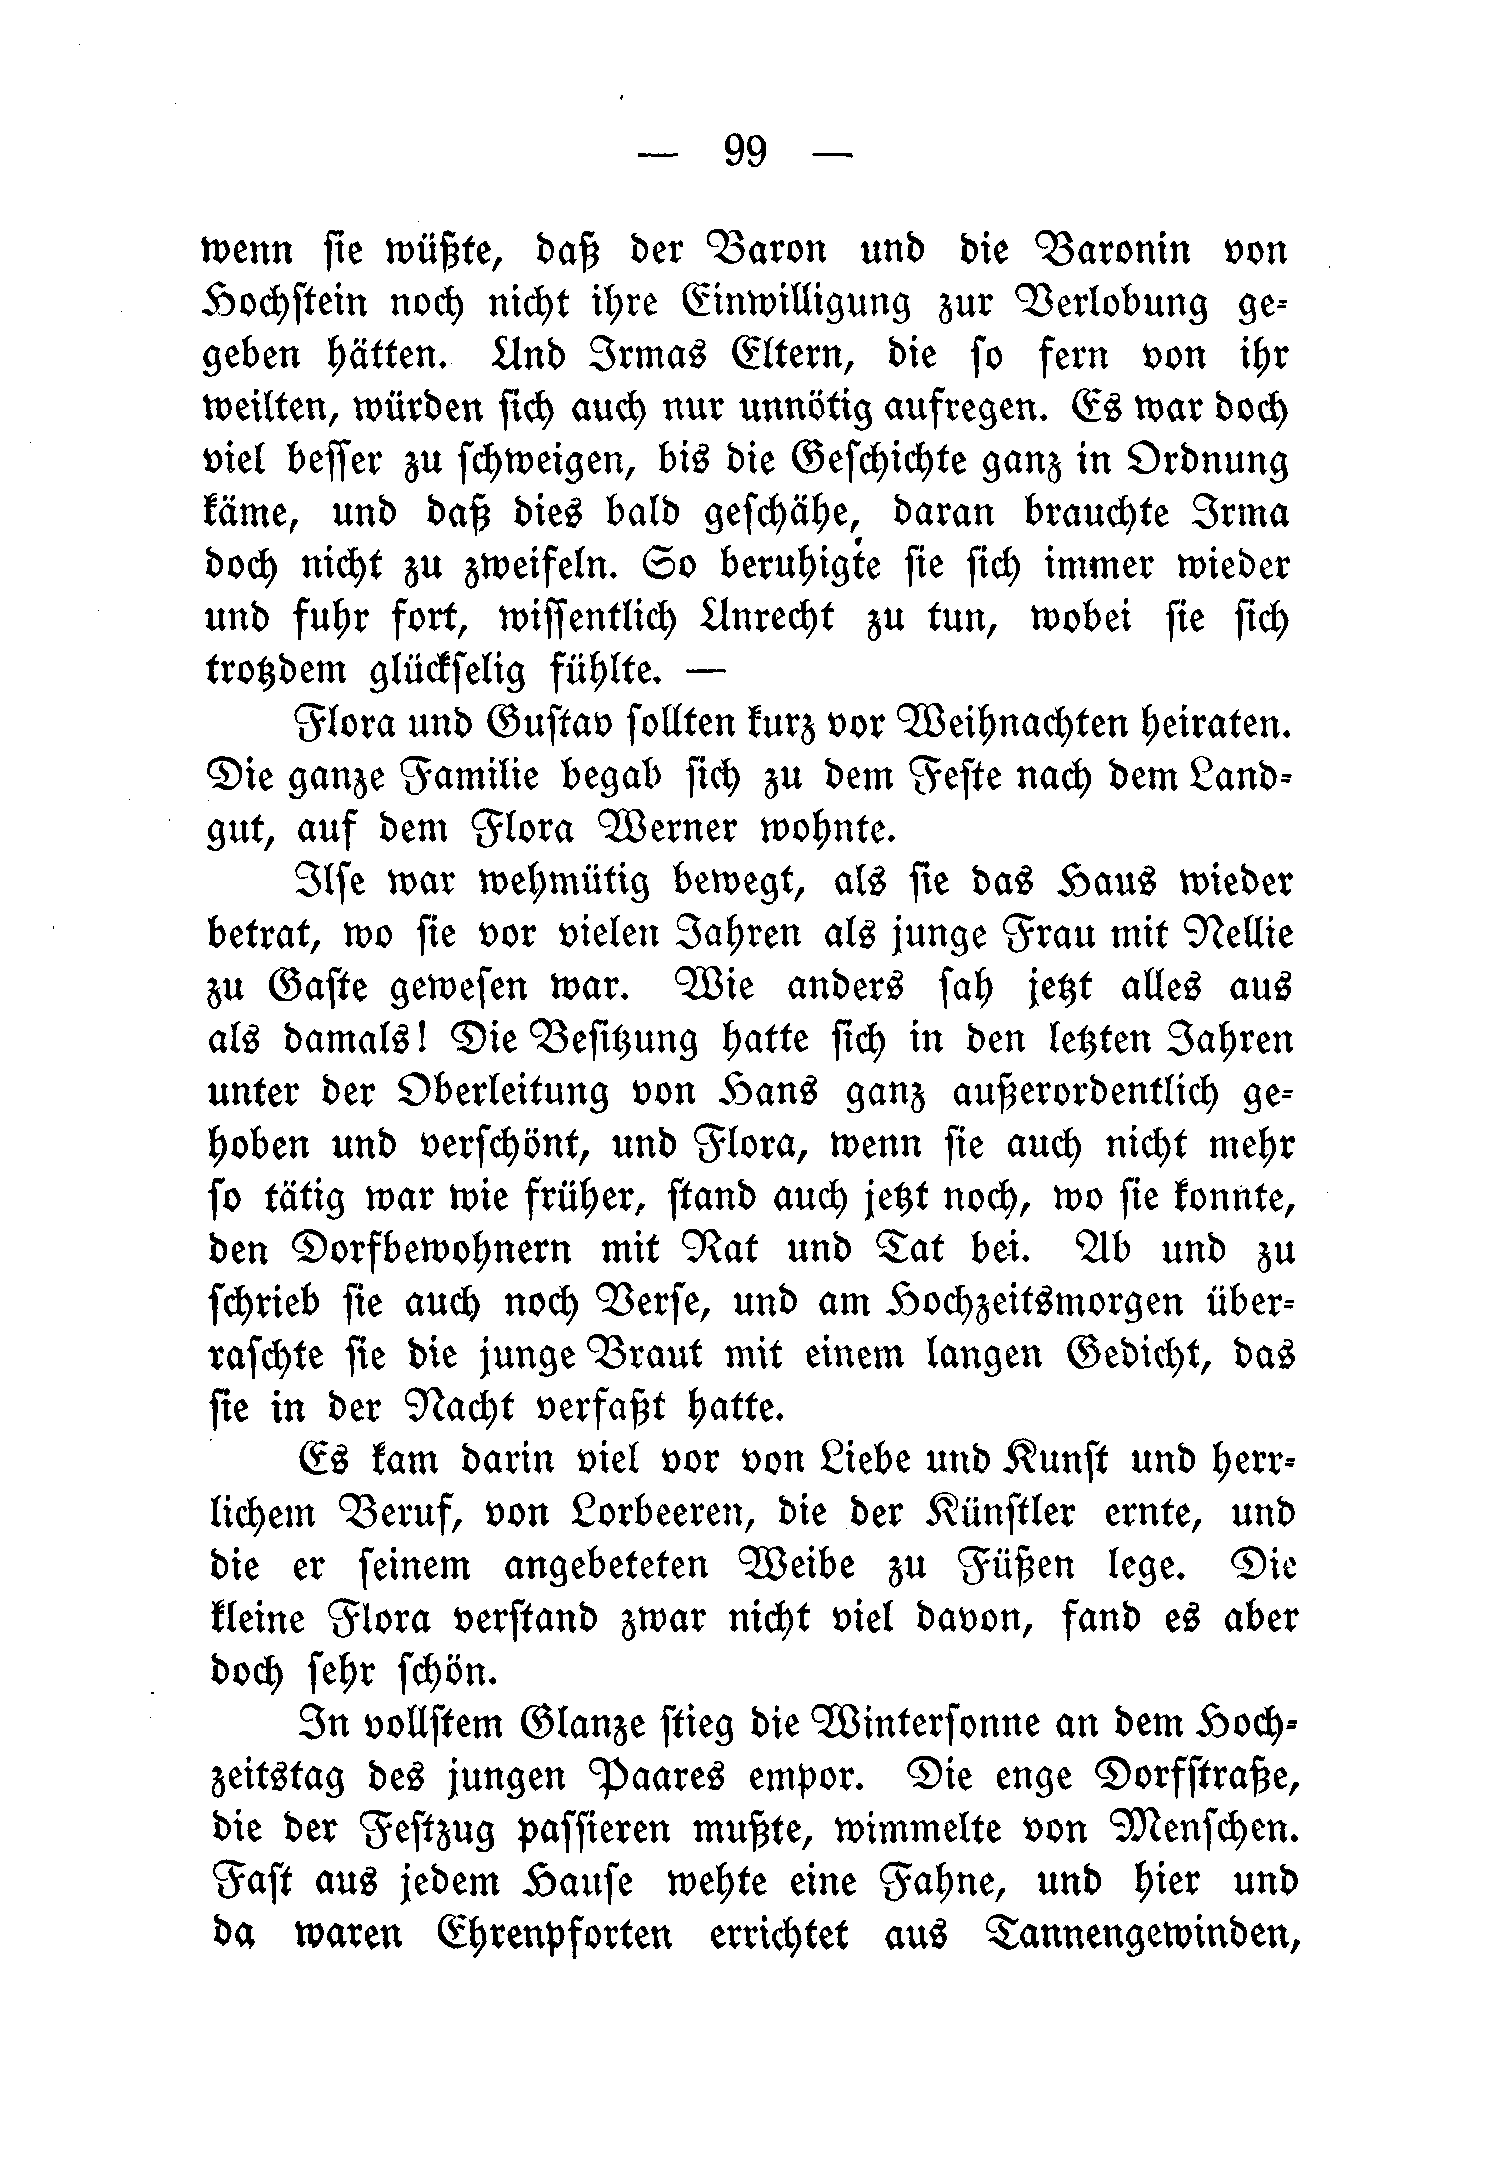 — 99 —
wenn sie wüßte, daß der Baron und die Baronin von
Hochstein noch nicht ihre Einwilligung zur Verlobung ge-
geben hätten. Und Irmas Eltern, die so fern von ihr
weilten, würden sich auch nur unnötig aufregen. Es war doch
viel besser zu schweigen, bis die Geschichte ganz in Ordnung
käme, und daß dies bald geschähe, daran brauchte Irma
doch nicht zu zweifeln. So beruhigte sie sich immer wieder
und fuhr fort, wissentlich Unrecht zu tun, wobei sie sich
trotzdem glückselig fühlte. —
Flora und Gustav sollten kurz vor Weihnachten heiraten.
Die ganze Familie begab sich zu dem Feste nach dem Land-
gut, auf dem Flora Werner wohnte.
Ilse war wehmütig bewegt, als sie das Haus wieder
betrat, wo sie vor vielen Jahren als junge Frau mit Nellie
zu Gaste gewesen war. Wie anders sah jetzt alles aus
als damals! Die Besitzung hatte sich in den letzten Jahren
unter der Oberleitung von Hans ganz außerordentlich ge-
hoben und verschönt, und Flora, wenn sie auch nicht mehr
so tätig war wie früher, stand auch jetzt noch, wo sie konnte,
den Dorfbewohnern mit Rat und Tat bei. Ab und zu
schrieb sie auch noch Verse, und am Hochzeitsmorgen über-
raschte sie die junge Braut mit einem langen Gedicht, das
sie in der Nacht verfaßt hatte.
Es kam darin viel vor von Liebe und Kunst und herr-
lichem Beruf, von Lorbeeren, die der Künstler ernte, und
die er seinem angebeteten Weibe zu Füßen lege. Die
kleine Flora verstand zwar nicht viel davon, fand es aber
doch sehr schön.
In vollstem Glanze stieg die Wintersonne an dem Hoch-
zeitstag des jungen Paares empor. Die enge Dorfstraße,
die der Festzug passieren mußte, wimmelte von Menschen.
Fast aus jedem Hause wehte eine Fahne, und hier und
da waren Ehrenpforten errichtet aus Tannengewinden,